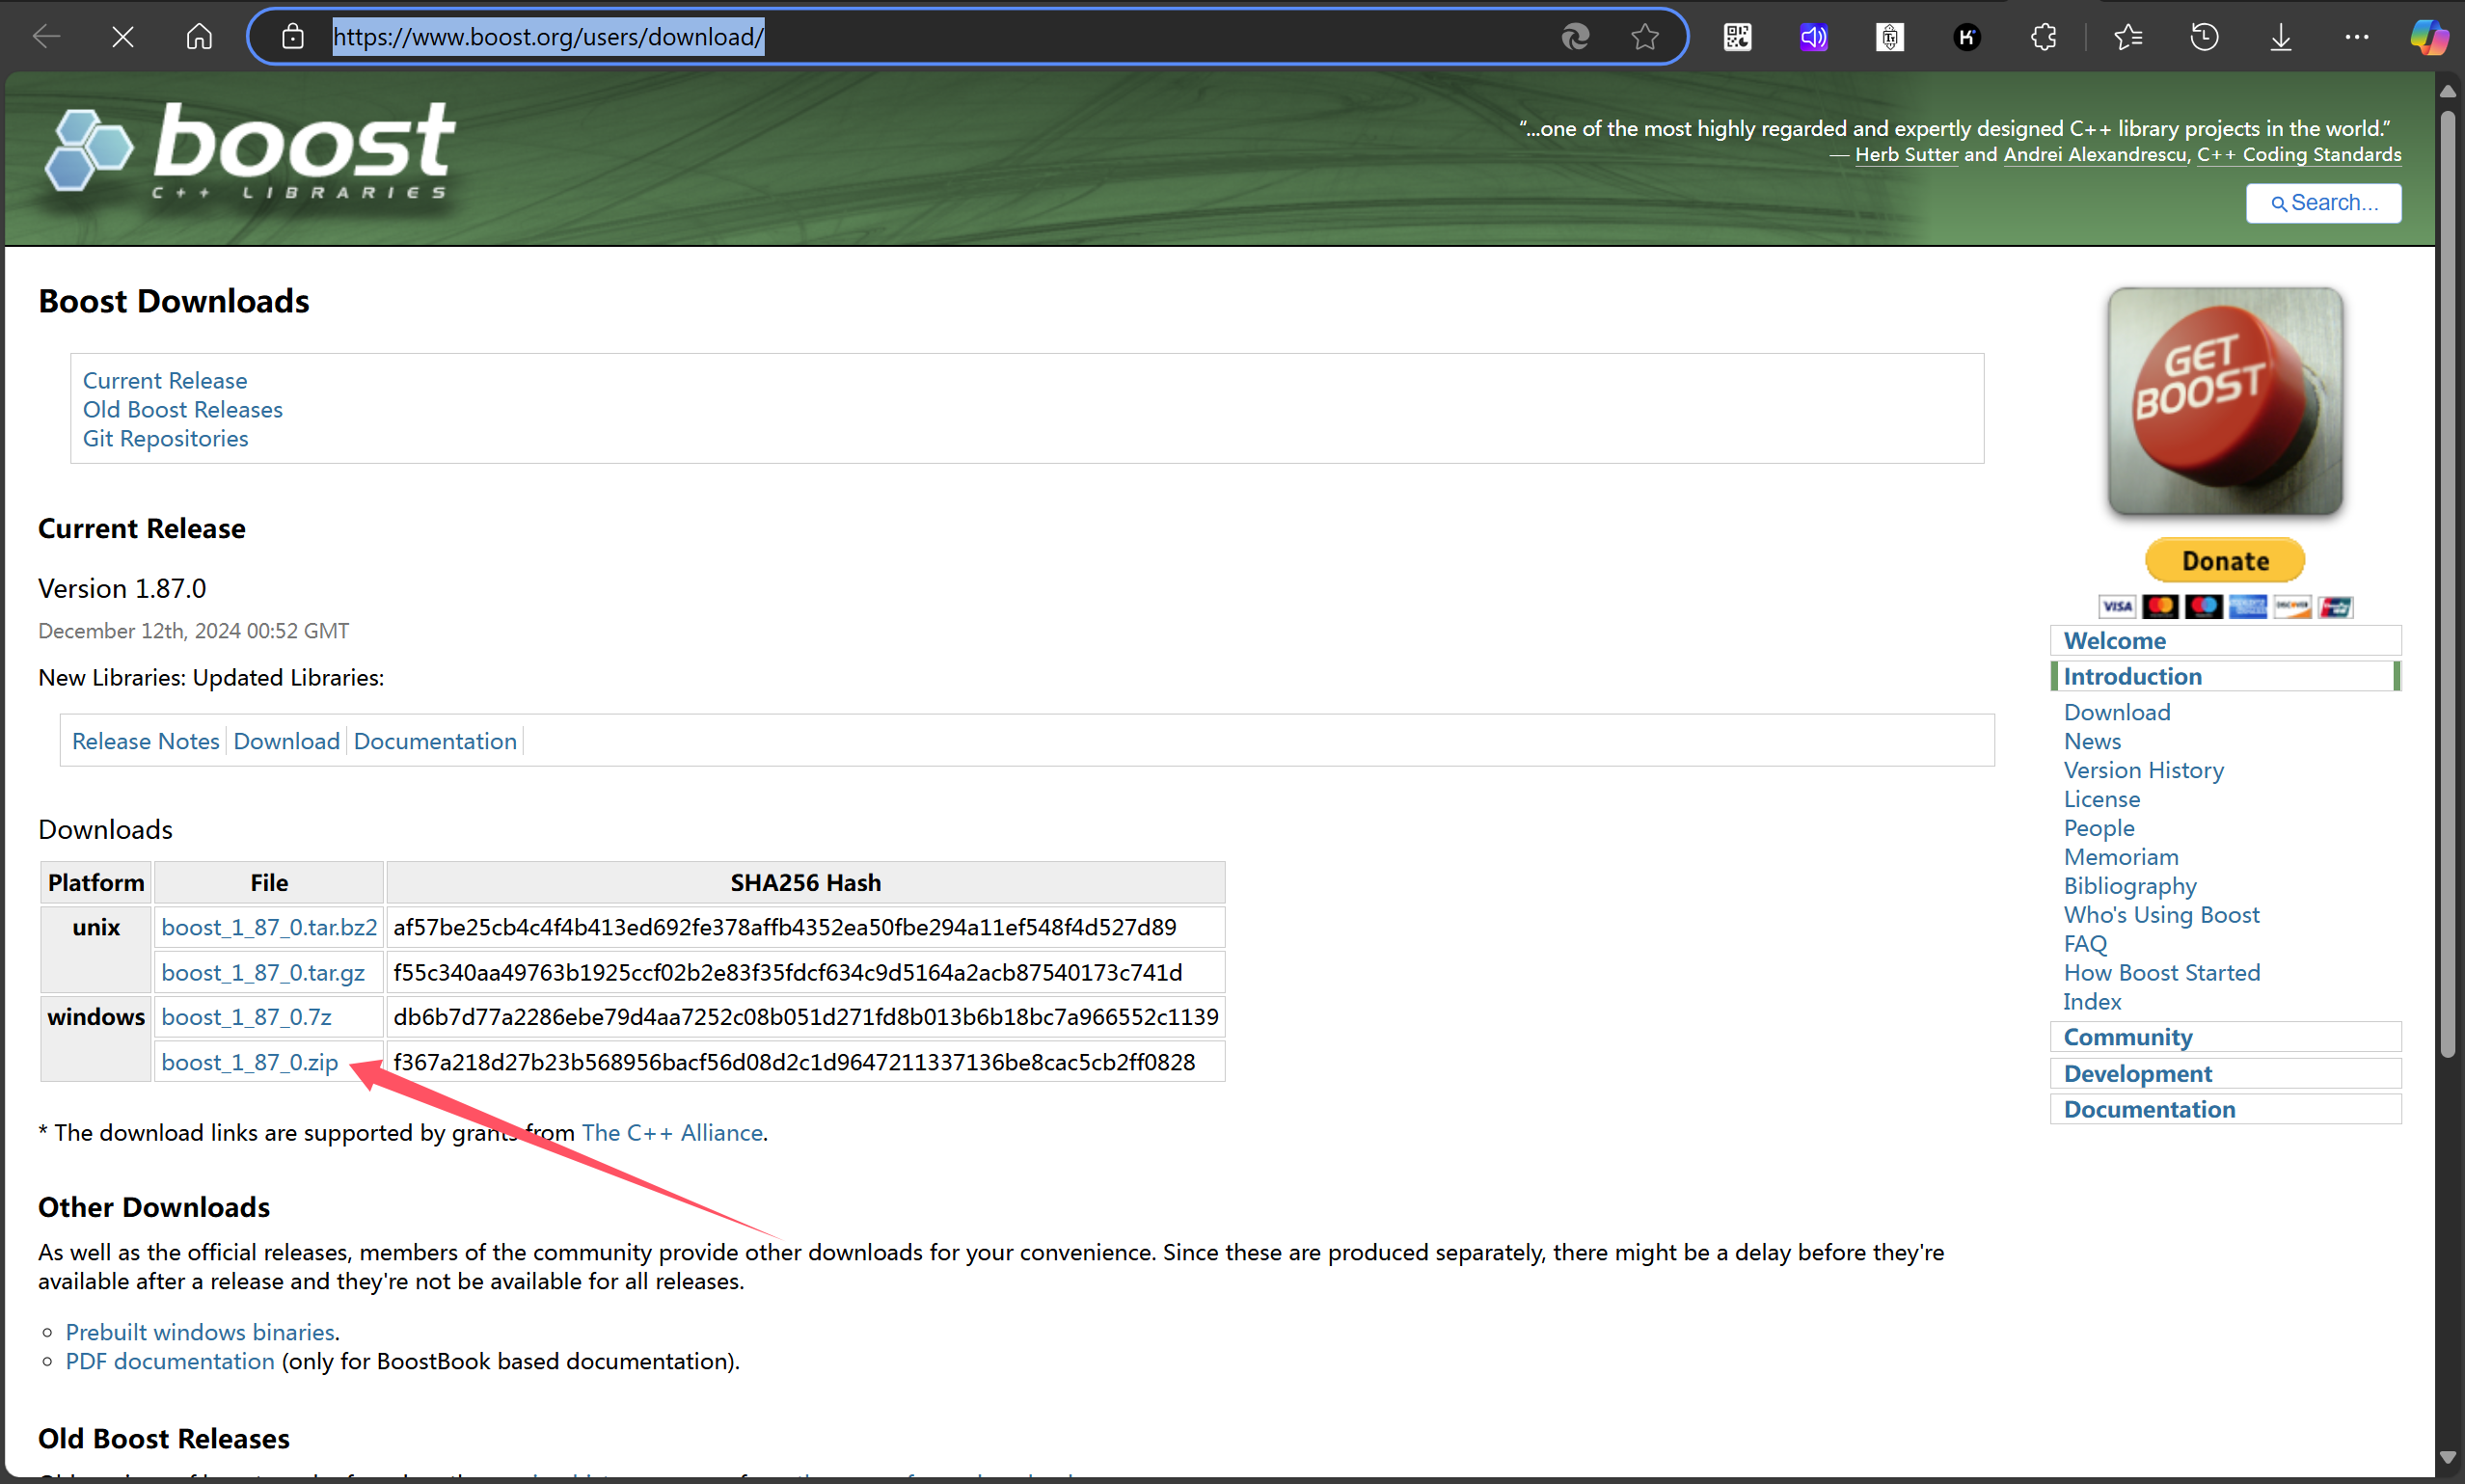 https://www.boost.org/users/download/
boost
C++ LIBRARIES
“...one of the most highly regarded and expertly designed C++ library projects in the world.”
— Herb Sutter and Andrei Alexandrescu, C++ Coding Standards
Search...
Boost Downloads
Current Release
Old Boost Releases
Git Repositories
Current Release
Version 1.87.0
December 12th, 2024 00:52 GMT
New Libraries: Updated Libraries:
Release Notes Download Documentation
Downloads
Platform File SHA256 Hash
unix boost_1_87_0.tar.bz2 af57be25cb4c4f4b413ed692fe378affb4352ea50fbe294a11ef548f4d527d89
boost_1_87_0.tar.gz f55c340aa49763b1925ccf02b2e83f35fdcf634c9d5164a2acb87540173c741d
windows boost_1_87_0.7z db6b7d77a2286ebe79d4aa7252c08b051d271fd8b013b6b18bc7a966552c1139
boost_1_87_0.zip f367a218d27b23b568956bacf56d08d2c1d9647211337136be8cac5cb2ff0828
* The download links are supported by grants from The C++ Alliance.
Other Downloads
As well as the official releases, members of the community provide other downloads for your convenience. Since these are produced separately, there might be a delay before they're
available after a release and they're not be available for all releases.
Prebuilt windows binaries.
PDF documentation (only for BoostBook based documentation).
Old Boost Releases
GET
BOOST
Donate
VISA
DISCOVER
Welcome
Introduction
Download
News
Version History
License
People
Memoriam
Bibliography
Who's Using Boost
FAQ
How Boost Started
Index
Community
Development
Documentation